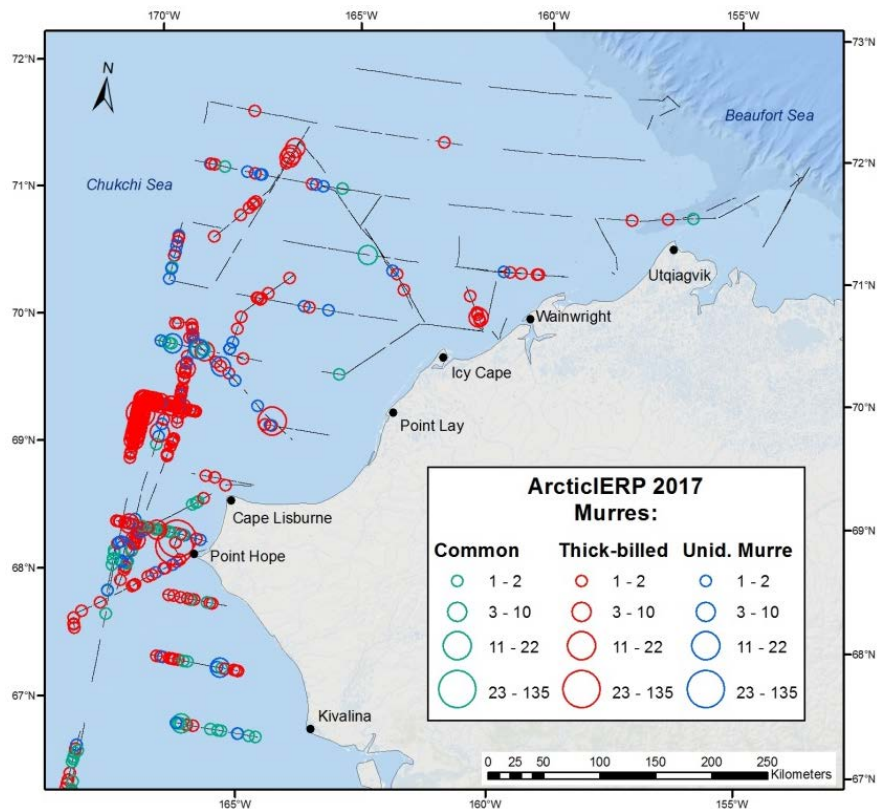 170°W 165°W 160°W 155°W
72°N 73°N
N
Beaufort Sea
Chukchi Sea
72°N
71°N
Utqiagvik
71°N
70°N
Wainwright
Icy Cape
70°N
Point Lay
69°N
ArcticIERP 2017
Murres:
Cape Lisburne
69°N
Common Thick-billed Unid. Murre
Point Hope
68°N
1 - 2 1 - 2 1 - 2
3 - 10 3 - 10 3 - 10
11 - 22 11 - 22 11 - 22
68°N
23 - 135 23 - 135 23 - 135
67°N
Kivalina
0 25 50 100 150 200 250
Kilometers
67°N
165°W 160°W 155°W